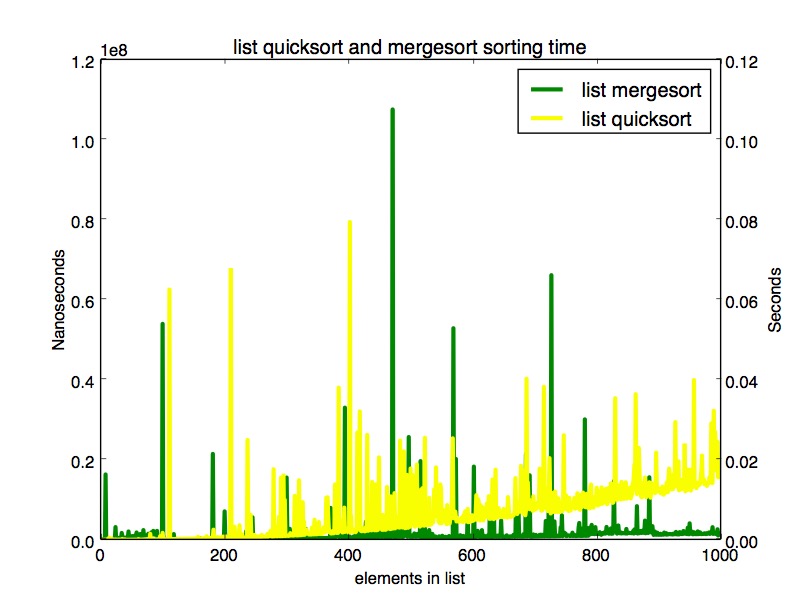 list quicksort and mergesort sorting time
1e8
1.2
1.0
0.8
0.6
0.4
0.2
0.0
Nanoseconds
0
200
400
600
800
1000
elements in list
0.12
0.10
0.08
0.06
0.04
0.02
0.00
Seconds
list mergesort
list quicksort